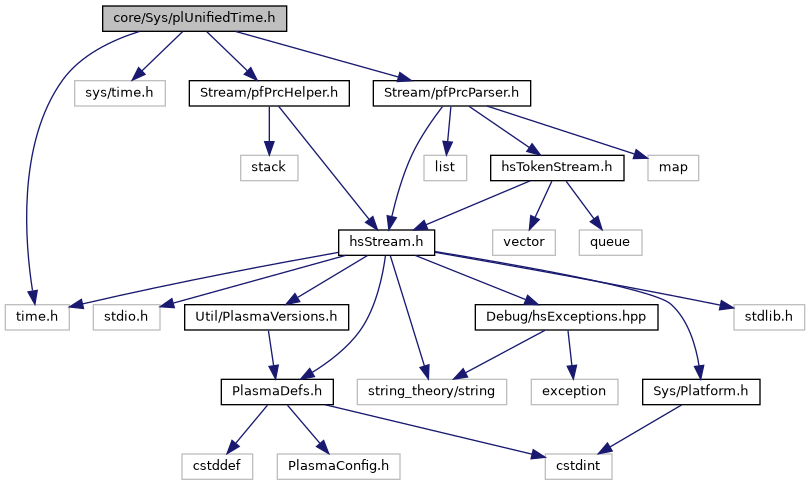 core/Sys/plUnifiedTime.h
sys/time.h
Stream/pfPrcHelper.h
Stream/pfPrcParser.h
stack
list
hsTokenStream.h
map
hsStream.h
vector
queue
time.h
stdio.h
Util/PlasmaVersions.h
Debug/hsExceptions.hpp
stdlib.h
PlasmaDefs.h
string_theory/string
exception
Sys/Platform.h
cstddef
PlasmaConfig.h
cstdint